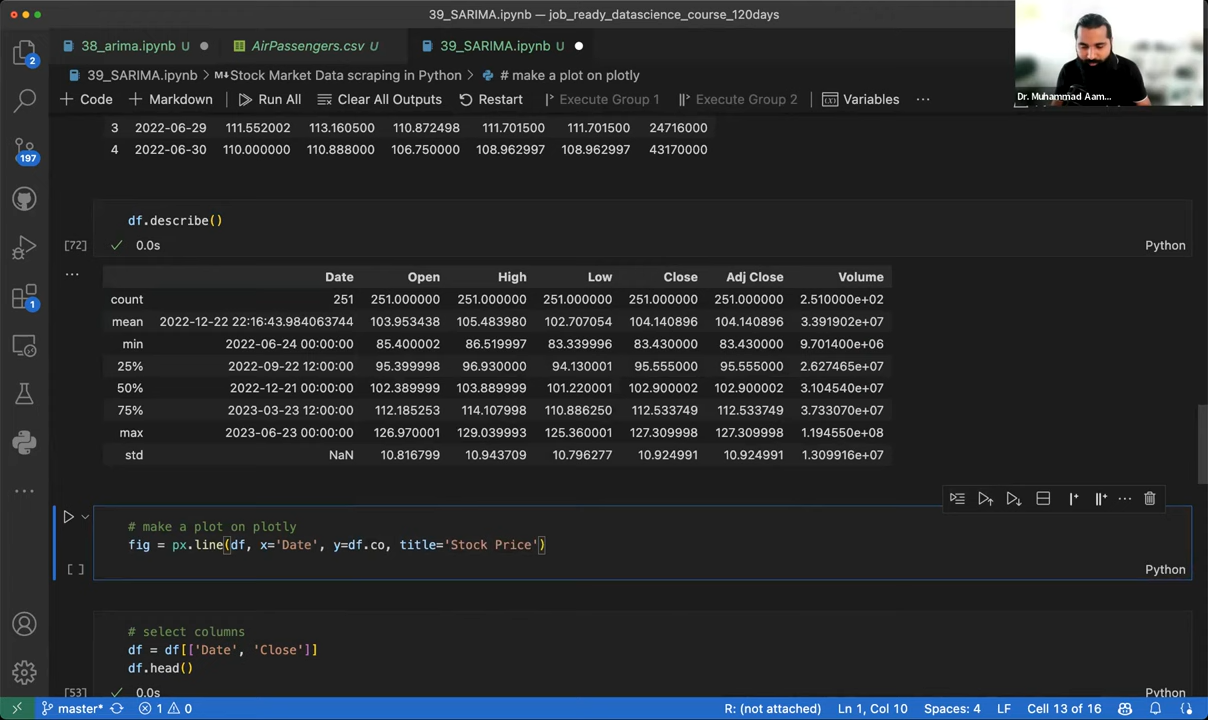 39_SARIMA.ipynb — job_ready_datascience_course_120days
38_arima.ipynb U
AirPassengers.csv U
39_SARIMA.ipynb U
39_SARIMA.ipynb > M↓Stock Market Data scraping in Python > # make a plot on plotly
+ Code + Markdown Run All Clear All Outputs Restart Execute Group 1 Execute Group 2 Variables ...
Dr. Muhammad Aam...
3 2022-06-29 111.552002 113.160500 110.872498 111.701500 111.701500 24716000
4 2022-06-30 110.000000 110.888000 106.750000 108.962997 108.962997 43170000
df.describe()
[72] ✓ 0.0s Python
... Date Open High Low Close Adj Close Volume
count 251 251.000000 251.000000 251.000000 251.000000 251.000000 2.510000e+02
mean 2022-12-22 22:16:43.984063744 103.953438 105.483980 102.707054 104.140896 104.140896 3.391902e+07
min 2022-06-24 00:00:00 85.400002 86.519997 83.339996 83.430000 83.430000 9.701400e+06
25% 2022-09-22 12:00:00 95.399998 96.930000 94.130001 95.555000 95.555000 2.627465e+07
50% 2022-12-21 00:00:00 102.389999 103.889999 101.220001 102.900002 102.900002 3.104540e+07
75% 2023-03-23 12:00:00 112.185253 114.107998 110.886250 112.533749 112.533749 3.733070e+07
max 2023-06-23 00:00:00 126.970001 129.039993 125.360001 127.309998 127.309998 1.194550e+08
std NaN 10.816799 10.943709 10.796277 10.924991 10.924991 1.309916e+07
# make a plot on plotly
fig = px.line(df, x='Date', y=df.co, title='Stock Price')
[ ] Python
# select columns
df = df[['Date', 'Close']]
df.head()
[53] ✓ 0.0s Python
2
197
1
master* 1 0 R: (not attached) Ln 1, Col 10 Spaces: 4 LF Cell 13 of 16